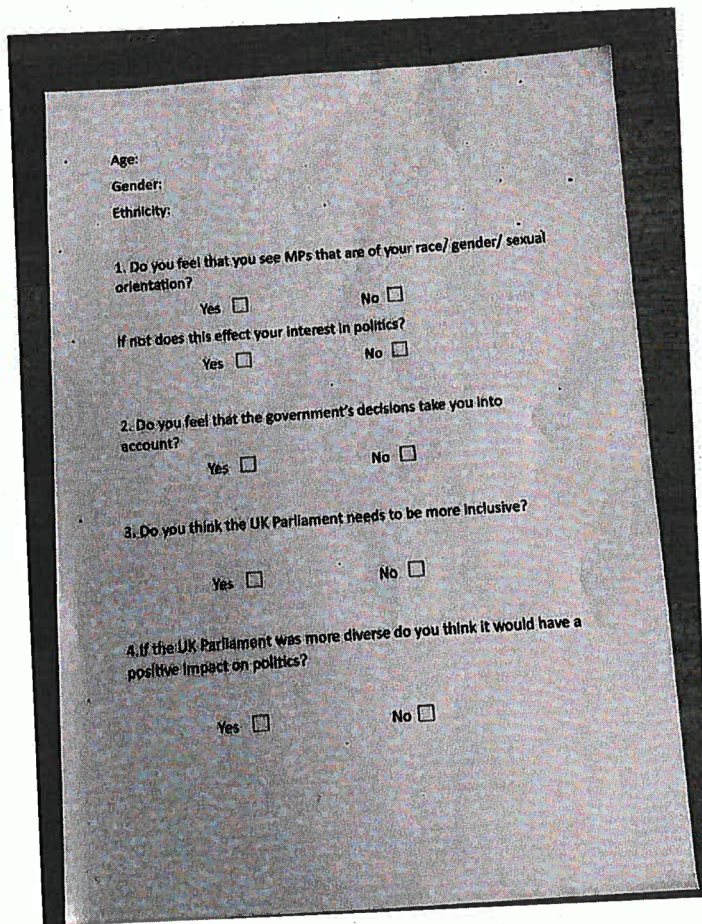 Age:
Gender:
Ethnicity:
1. Do you feel that you see MPs that are of your race/ gender/ sexual
orientation?
Yes ☐ No ☐
If not does this effect your interest in politics?
Yes ☐ No ☐
2. Do you feel that the government's decisions take you into
account?
Yes ☐ No ☐
3. Do you think the UK Parliament needs to be more inclusive?
Yes ☐ No ☐
4.If the UK Parliament was more diverse do you think it would have a
positive impact on politics?
Yes ☐ No ☐